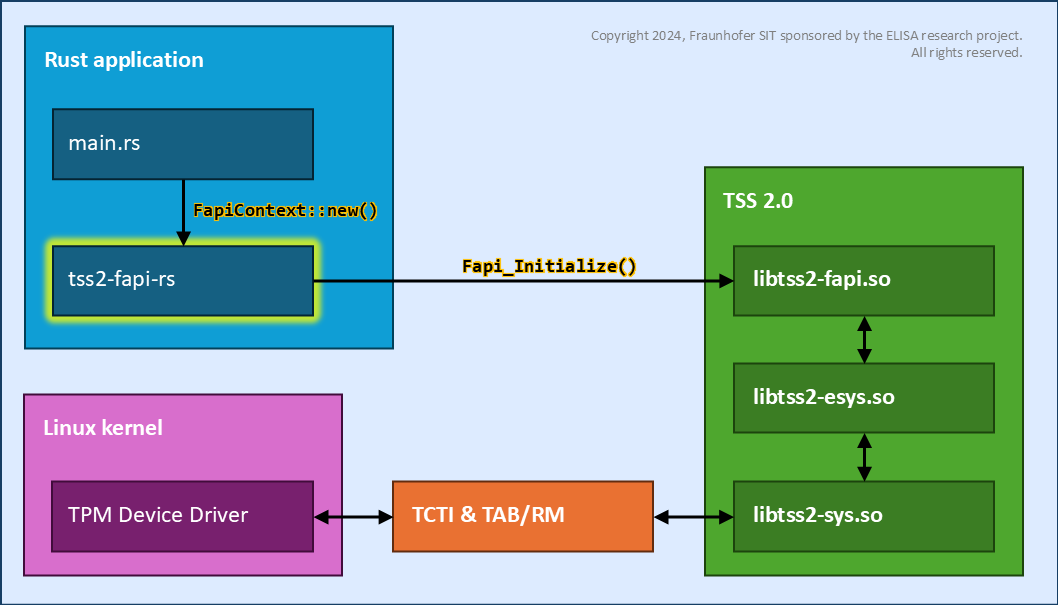 Copyright 2024, Fraunhofer SIT sponsored by the ELISA research project.
All rights reserved.
Rust application
main.rs
FapiContext::new()
tss2-fapi-rs
Fapi_Initialize()
TSS 2.0
libtss2-fapi.so
libtss2-esys.so
libtss2-sys.so
Linux kernel
TPM Device Driver
TCTI & TAB/RM